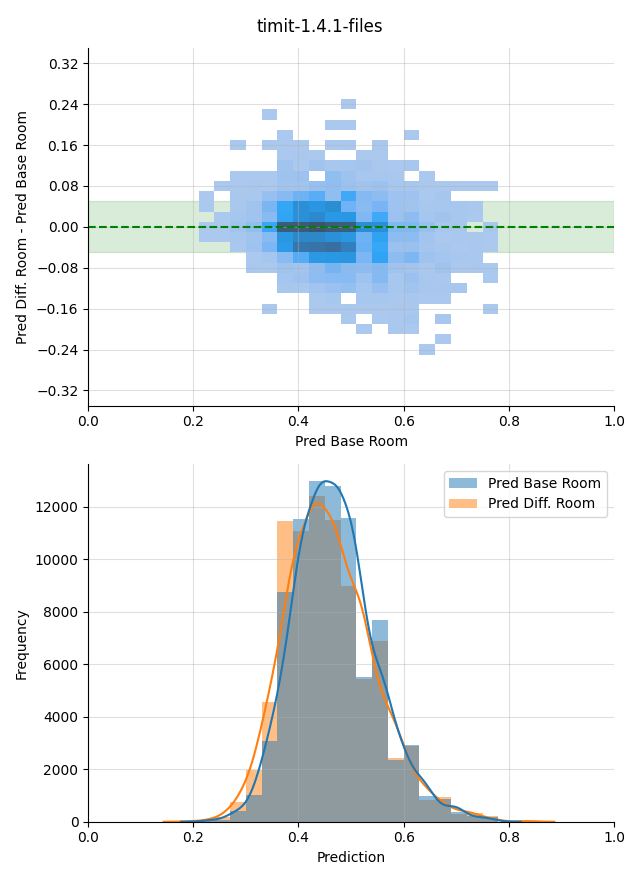 timit-1.4.1-files
Pred Diff. Room - Pred Base Room
0.32
0.24
0.16
0.08
0.00
−0.08
−0.16
−0.24
−0.32
0.0 0.2 0.4 0.6 0.8 1.0
Pred Base Room
Frequency
12000
10000
8000
6000
4000
2000
0
Pred Base Room
Pred Diff. Room
0.0 0.2 0.4 0.6 0.8 1.0
Prediction